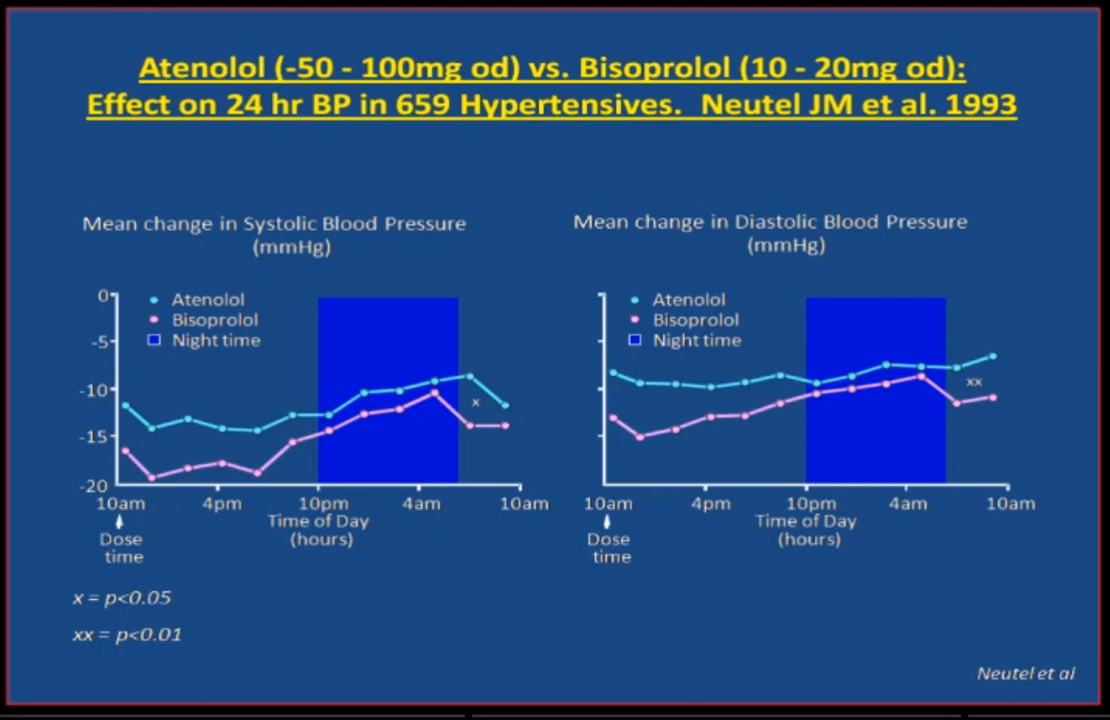 Atenolol (-50 - 100mg od) vs. Bisoprolol (10 - 20mg od):
Effect on 24 hr BP in 659 Hypertensives. Neutel JM et al. 1993
Mean change in Systolic Blood Pressure
(mmHg)
0
-5
-10
-15
-20
Atenolol
Bisoprolol
Night time
x
10am
4pm
10pm
4am
10am
Time of Day
(hours)
Dose
time
Mean change in Diastolic Blood Pressure
(mmHg)
Atenolol
Bisoprolol
Night time
xx
10am
4pm
10pm
4am
10am
Time of Day
(hours)
Dose
time
x = p<0.05
xx = p<0.01
Neutel et al